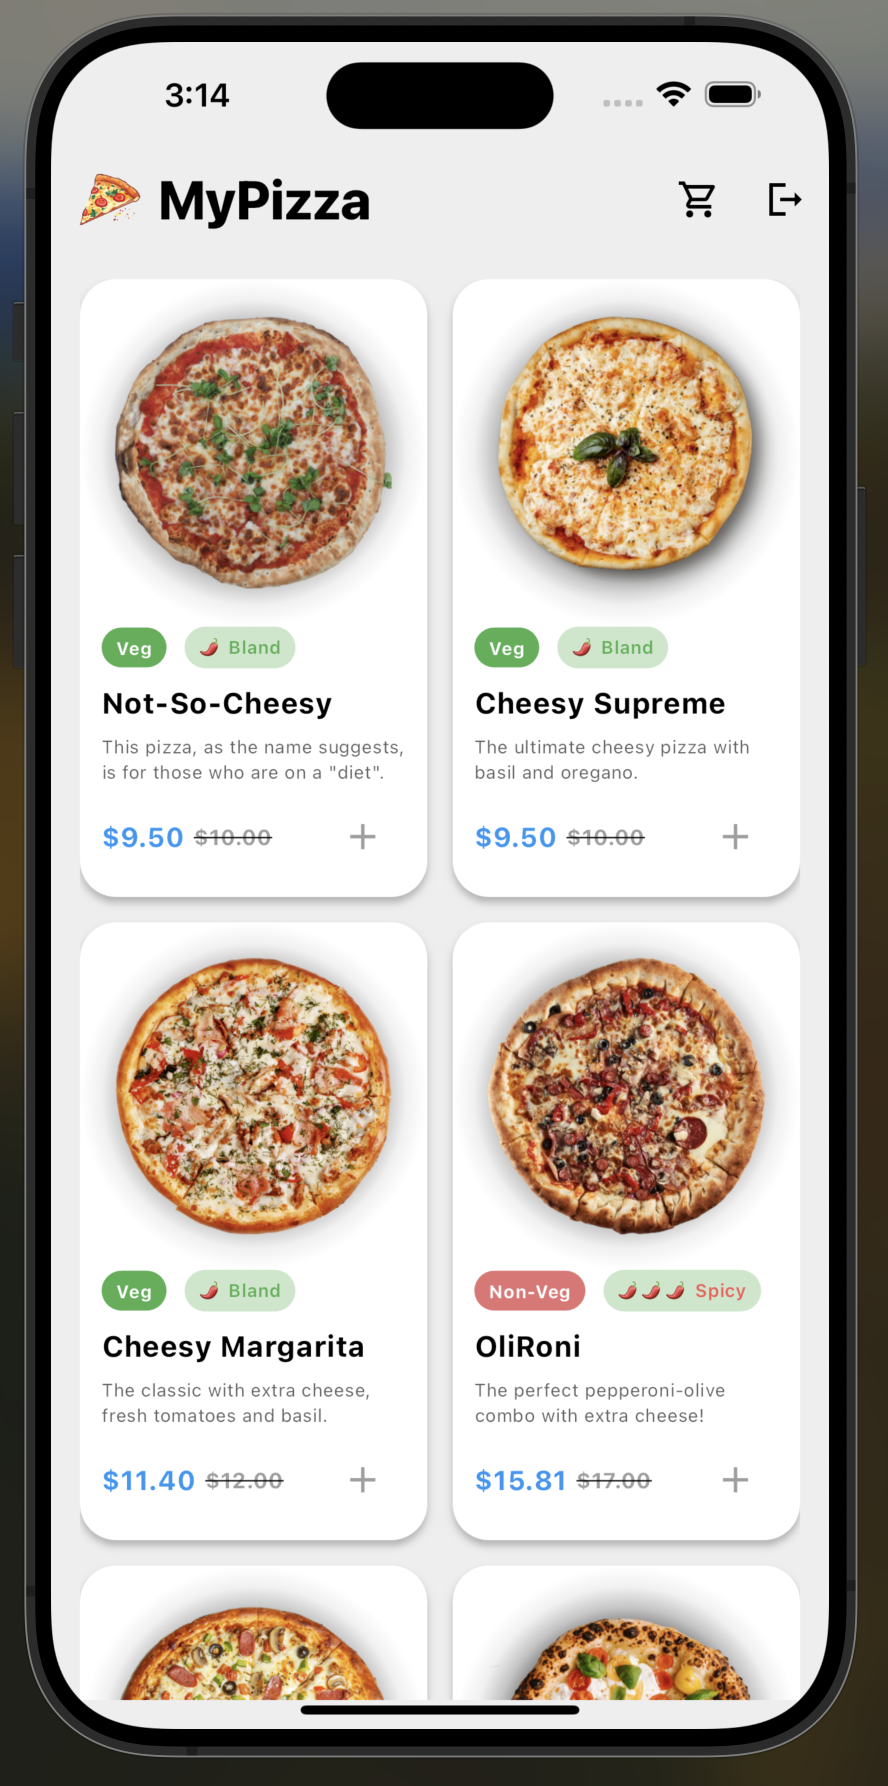 3:14
MyPizza
Veg
Bland
Not-So-Cheesy
This pizza, as the name suggests,
is for those who are on a "diet".
$9.50 $10.00 +
Veg
Bland
Cheesy Supreme
The ultimate cheesy pizza with
basil and oregano.
$9.50 $10.00 +
Veg
Bland
Cheesy Margarita
The classic with extra cheese,
fresh tomatoes and basil.
$11.40 $12.00 +
Non-Veg
Spicy
OliRoni
The perfect pepperoni-olive
combo with extra cheese!
$15.81 $17.00 +